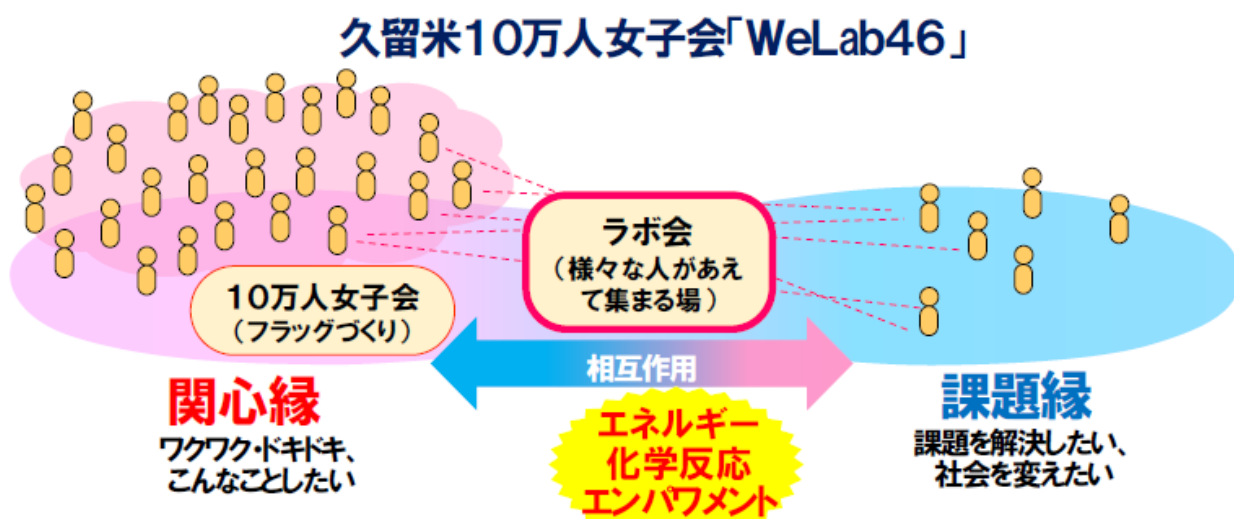 久留米10万人女子会「WeLab46」
ラボ会
（様々な人があえ
て集まる場）
10万人女子会
（フラッグづくり）
相互作用
関心縁
ワクワク・ドキドキ、
こんなことしたい
エネルギー
化学反応
エンパワメント
課題縁
課題を解決したい、
社会を変えたい